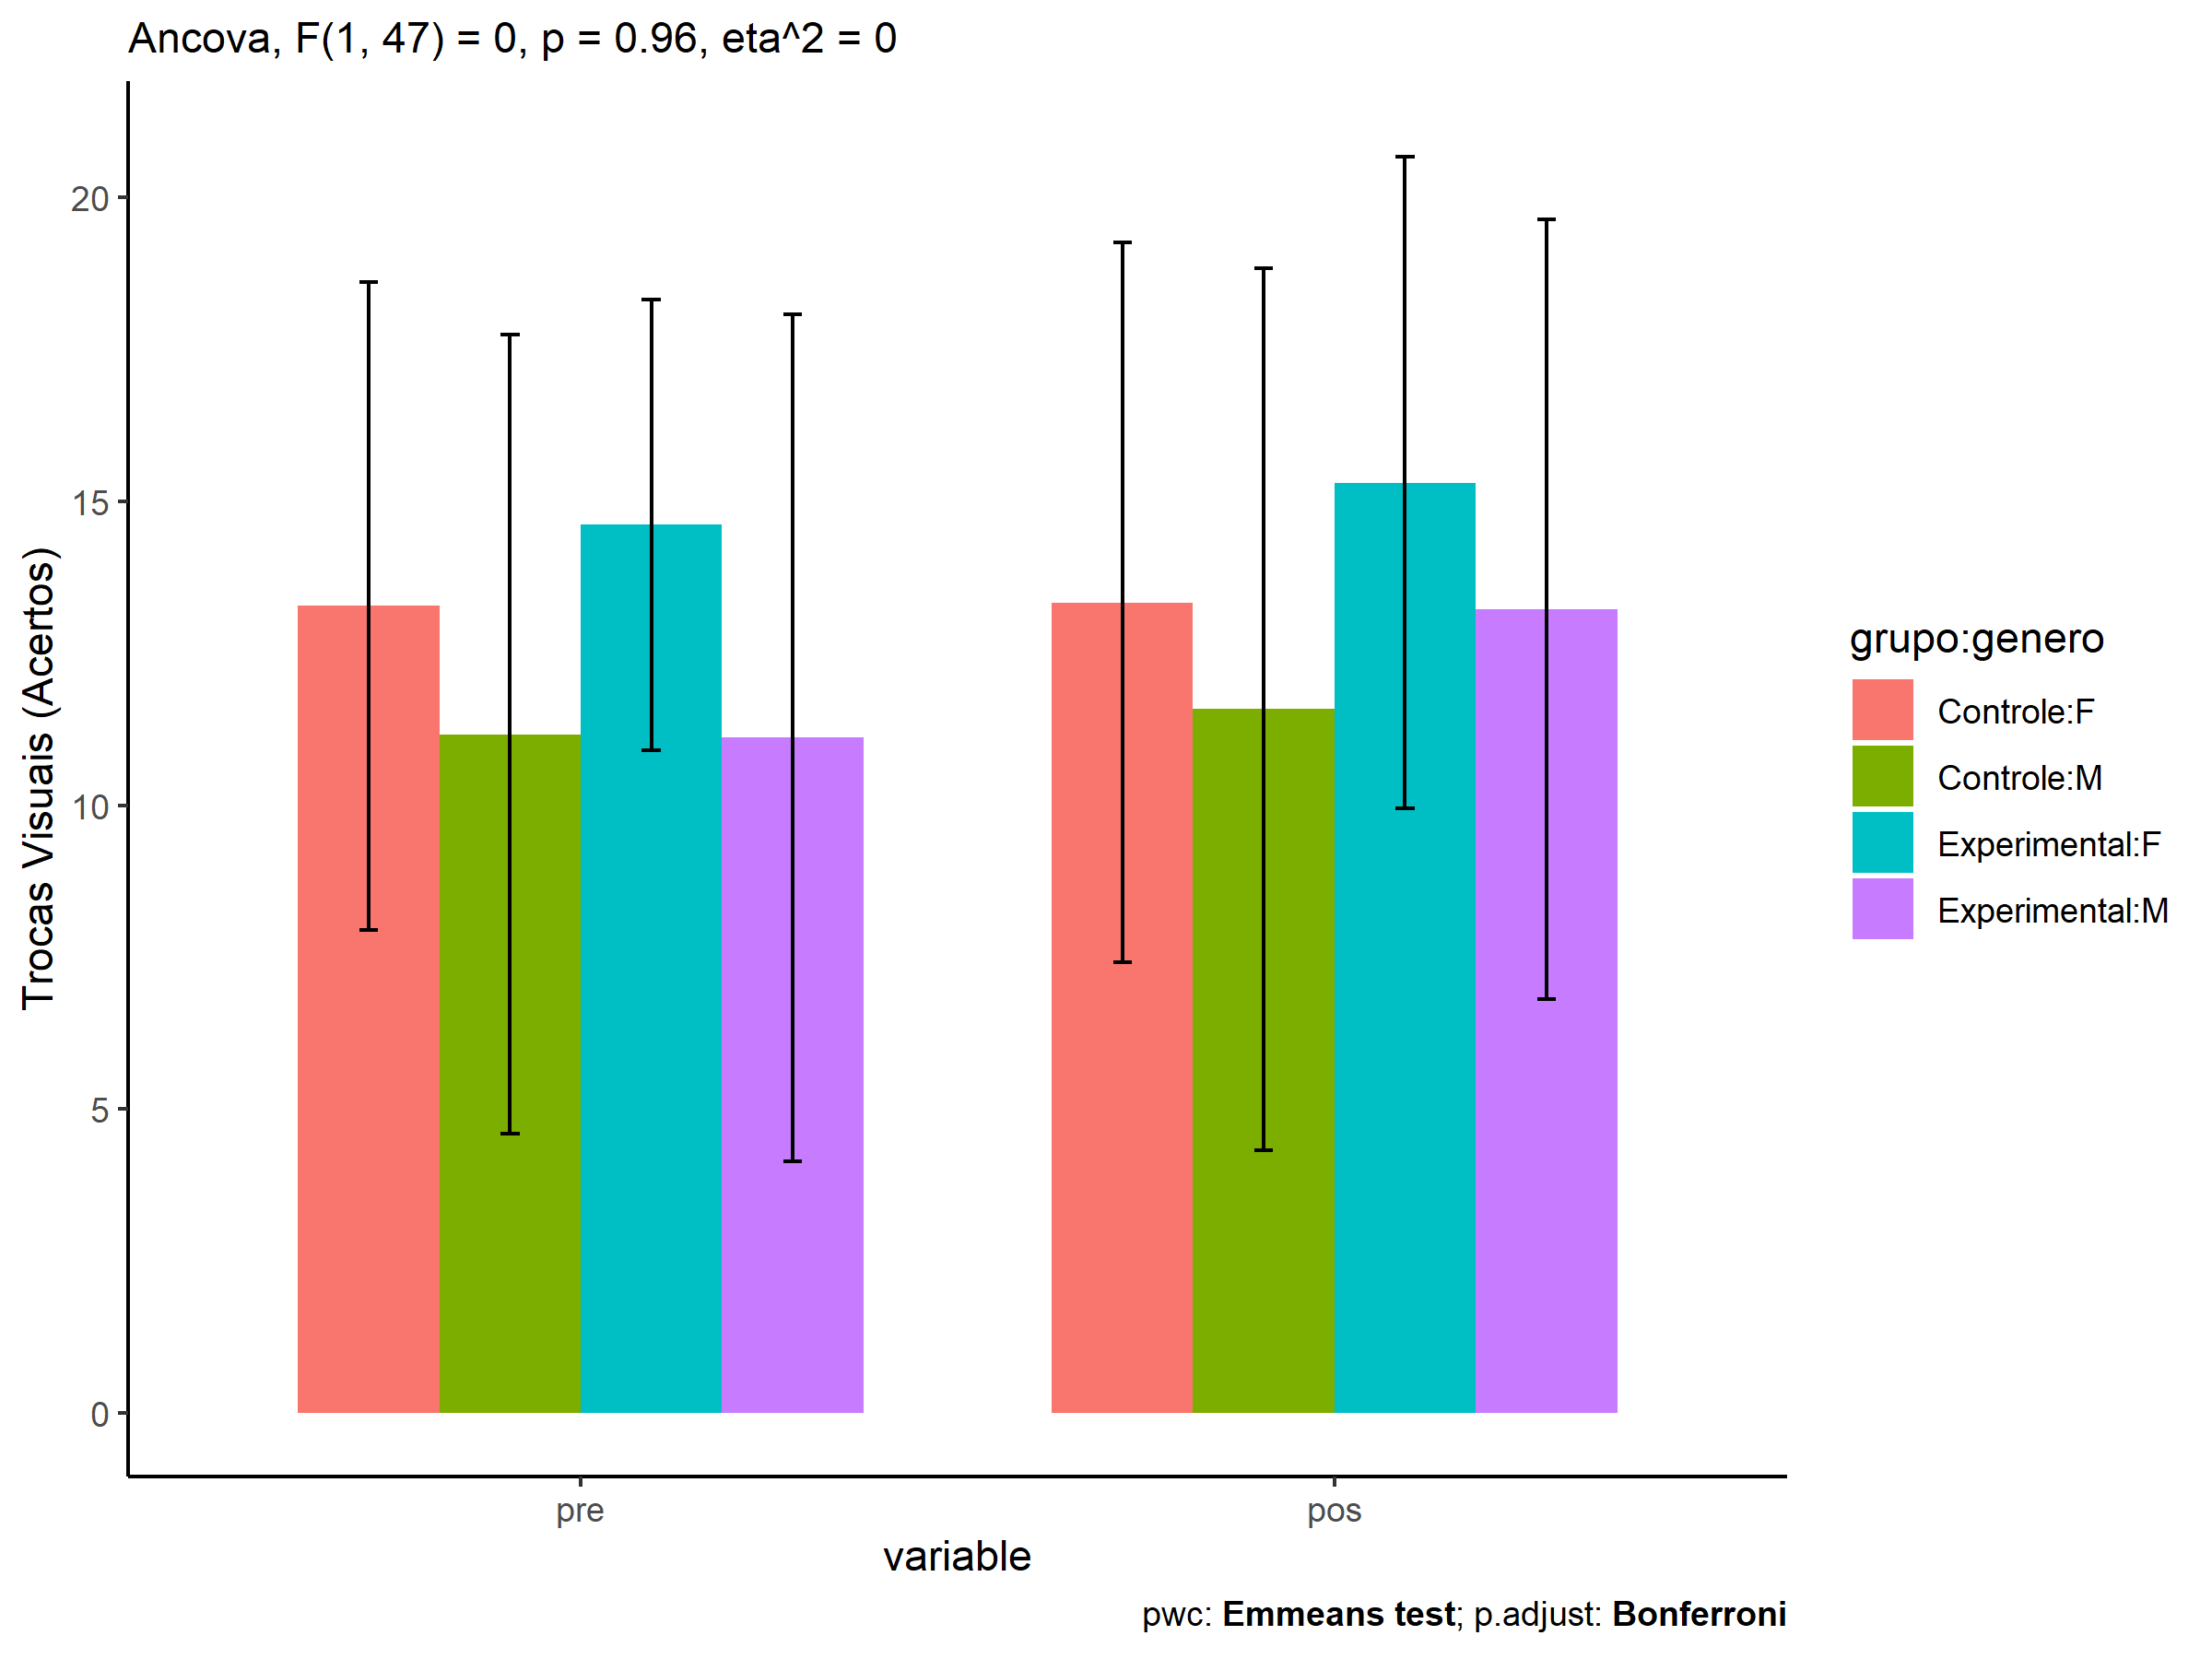 Ancova, F(1, 47) = 0, p = 0.96, eta^2 = 0
Trocas Visuais (Acertos)
20
15
10
5
0
pre
pos
variable
grupo:genero
Controle:F
Controle:M
Experimental:F
Experimental:M
pwc: Emmeans test; p.adjust: Bonferroni